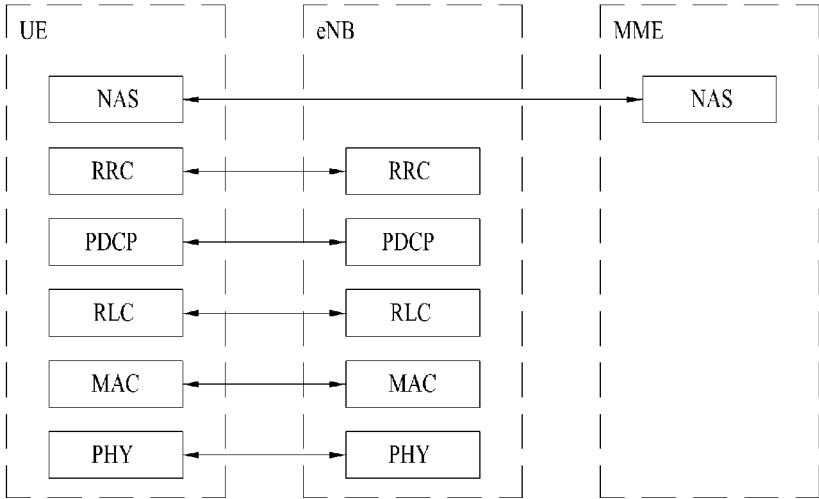 UE eNB MME
NAS NAS
RRC RRC
PDCP PDCP
RLC RLC
MAC MAC
PHY PHY